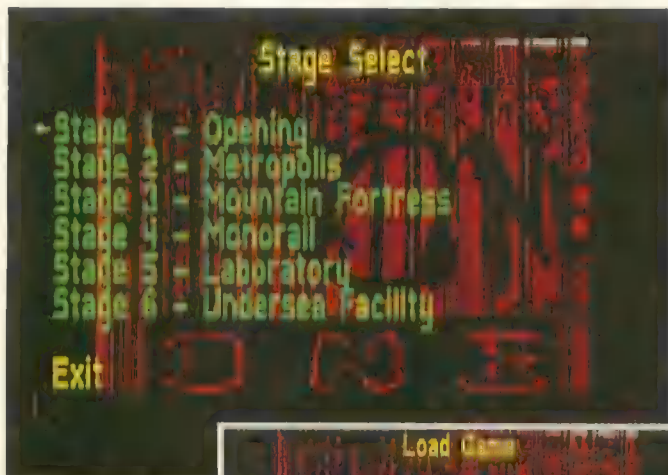 Stage Select
Stage 1 - Opening
Stage 2 - Metropolis
Stage 3 - Mountain Fortress
Stage 4 - Monorail
Stage 5 - Laboratory
Stage 6 - Undersea Facility
Exit
Load Game